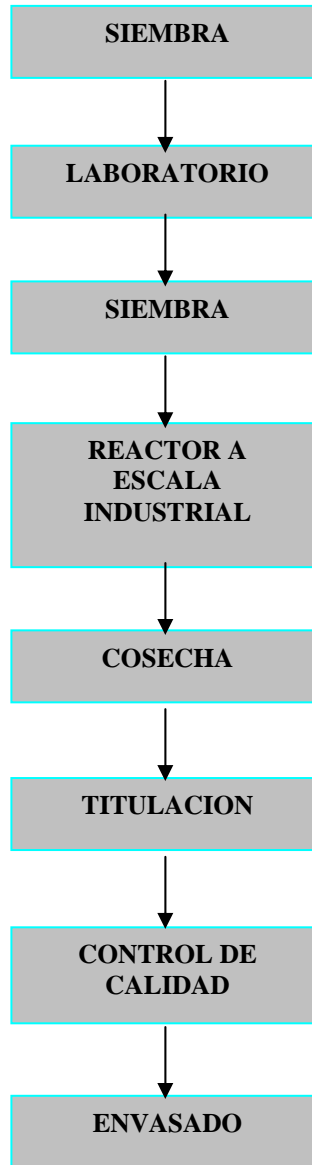 SIEMBRA
LABORATORIO
SIEMBRA
REACTOR A
ESCALA
INDUSTRIAL
COSECHA
TITULACION
CONTROL DE
CALIDAD
ENVASADO